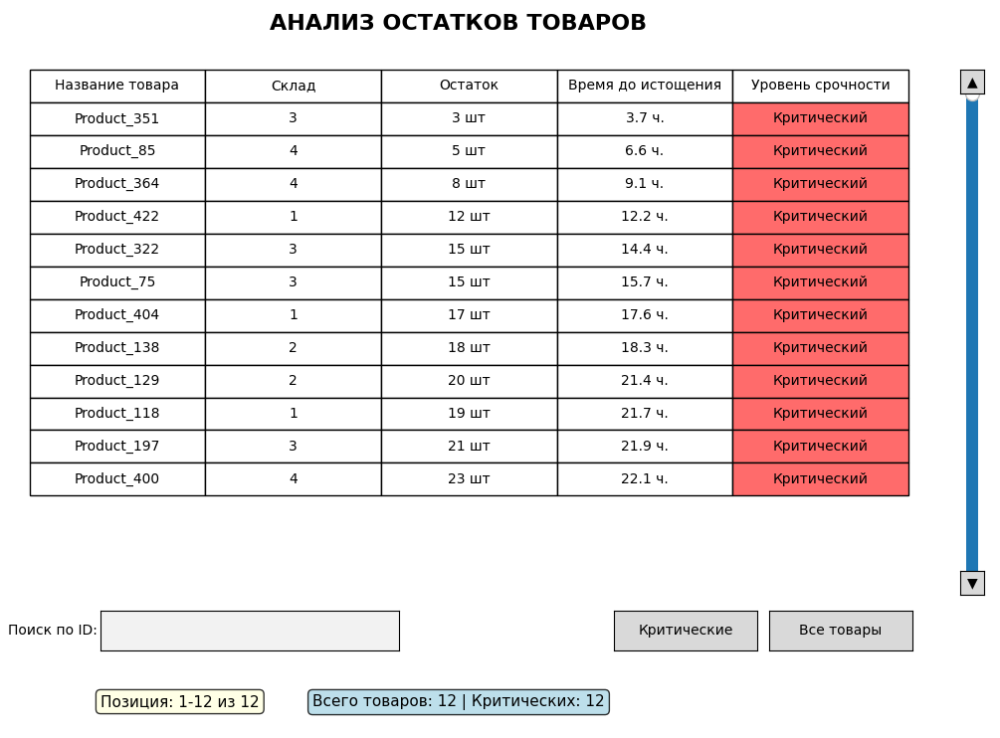 АНАЛИЗ ОСТАТКОВ ТОВАРОВ
Название товара Склад Остаток Время до истощения Уровень срочности
Product_351 3 3 шт 3.7 ч. Критический
Product_85 4 5 шт 6.6 ч. Критический
Product_364 4 8 шт 9.1 ч. Критический
Product_422 1 12 шт 12.2 ч. Критический
Product_322 3 15 шт 14.4 ч. Критический
Product_75 3 15 шт 15.7 ч. Критический
Product_404 1 17 шт 17.6 ч. Критический
Product_138 2 18 шт 18.3 ч. Критический
Product_129 2 20 шт 21.4 ч. Критический
Product_118 1 19 шт 21.7 ч. Критический
Product_197 3 21 шт 21.9 ч. Критический
Product_400 4 23 шт 22.1 ч. Критический
Поиск по ID: Критические Все товары
Позиция: 1-12 из 12 Всего товаров: 12 | Критических: 12